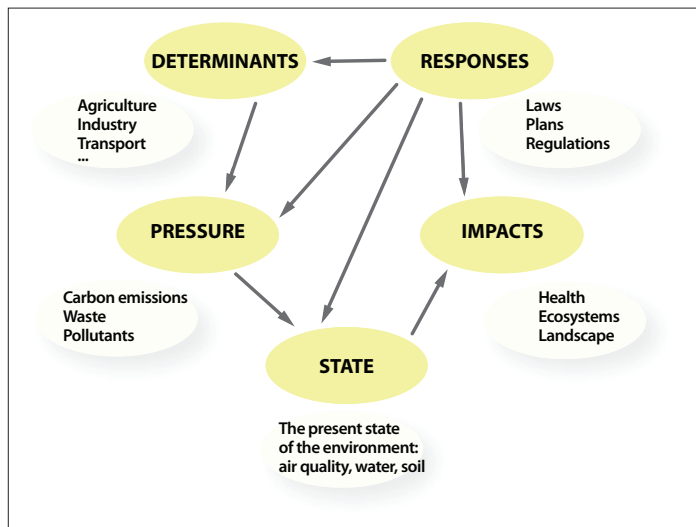 DETERMINANTS
RESPONSES
Agriculture
Industry
Transport
...
Laws
Plans
Regulations
PRESSURE
IMPACTS
Carbon emissions
Waste
Pollutants
Health
Ecosystems
Landscape
STATE
The present state
of the environment:
air quality, water, soil